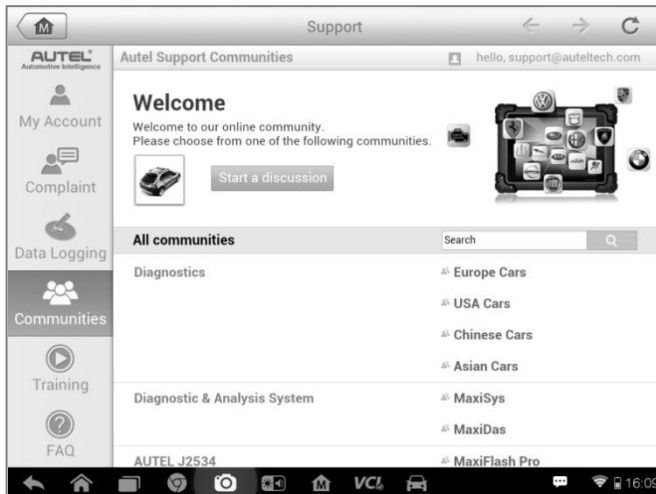 Support
AUTEL®
Automotive Intelligence
My Account
Complaint
Data Logging
Communities
Training
FAQ
Autel Support Communities
hello, support@auteltech.com
Welcome
Welcome to our online community.
Please choose from one of the following communities.
Start a discussion
All communities
Search
Diagnostics
Europe Cars
USA Cars
Chinese Cars
Asian Cars
Diagnostic & Analysis System
MaxiSys
MaxiDas
AUTEL J2534
MaxiFlash Pro
VCI
16:09